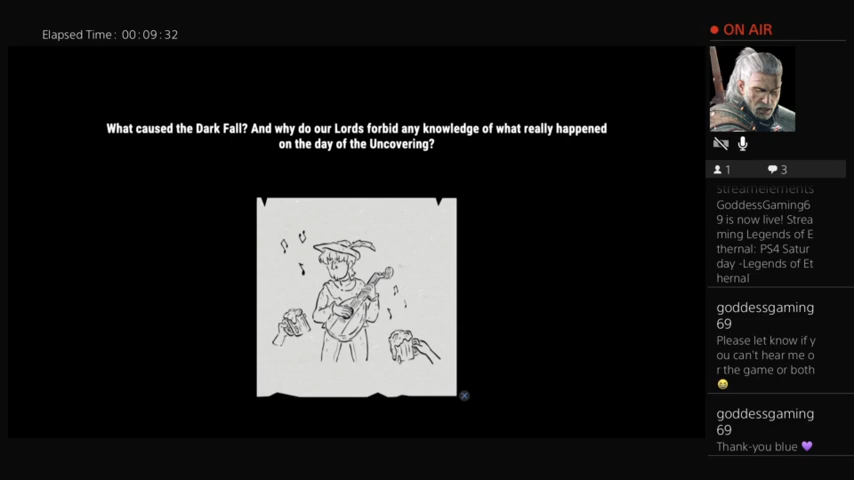 Elapsed Time: 00:09:32
ON AIR
What caused the Dark Fall? And why do our Lords forbid any knowledge of what really happened
on the day of the Uncovering?
1
3
streamelements
GoddessGaming6
9 is now live! Strea
ming Legends of E
thernal: PS4 Satur
day -Legends of Et
hernal
goddessgaming
69
Please let know if y
ou can't hear me o
r the game or both
😆
goddessgaming
69
Thank-you blue 💜